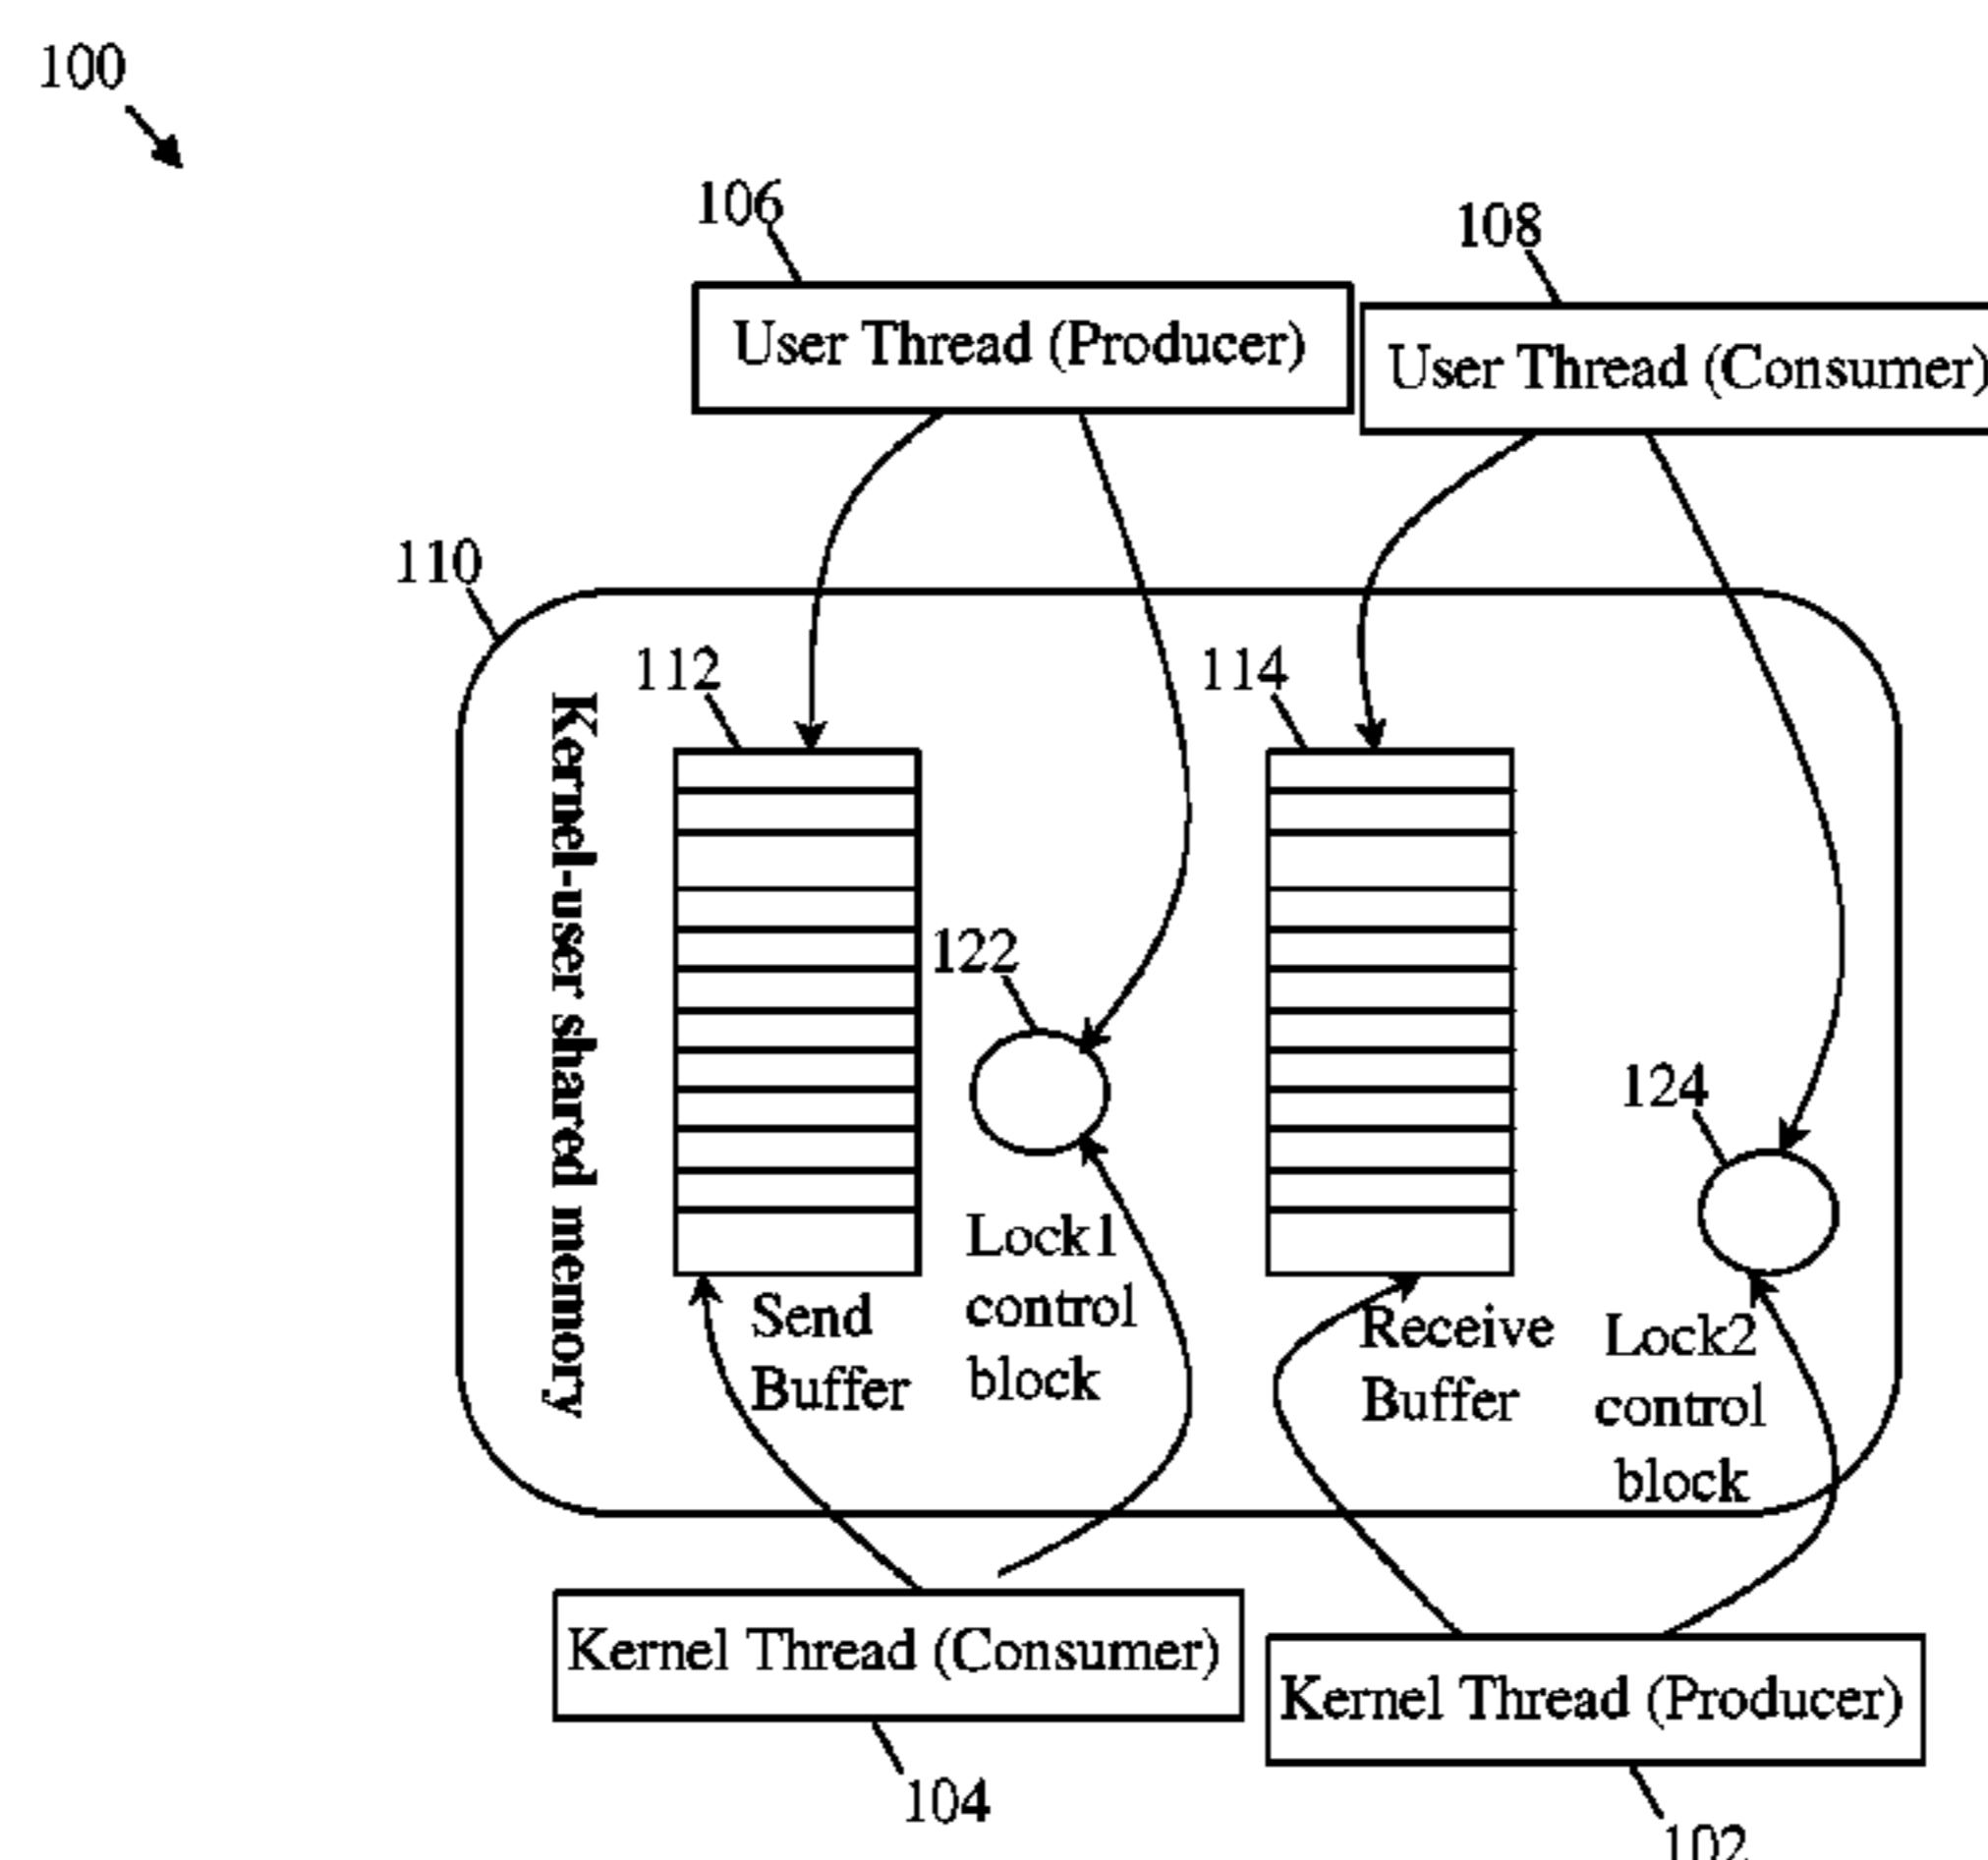 100
106
108
User Thread (Producer)
User Thread (Consumer)
110
112
114
Kernel-user shared memory
122
124
Send
Buffer
Lock1
control
block
Receive
Buffer
Lock2
control
block
Kernel Thread (Consumer)
Kernel Thread (Producer)
104
102